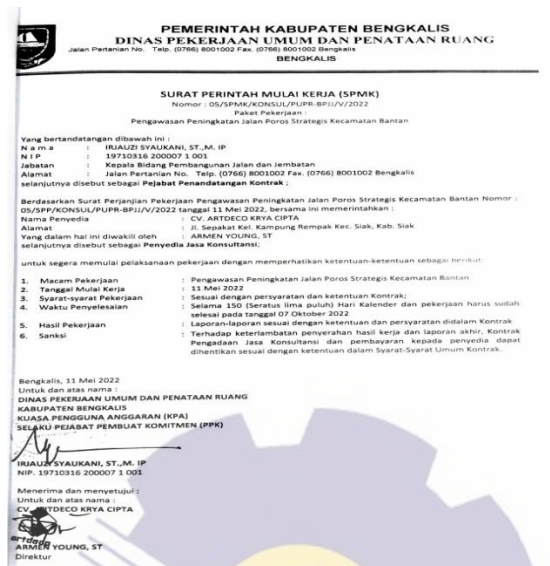 PEMERINTAH KABUPATEN BENGKALIS
DINAS PEKERJAAN UMUM DAN PENATAAN RUANG
Jalan Pertanian No. Telp. (0766) 8001002 Fax. (0766) 8001002 Bengkalis
BENGKALIS
SURAT PERINTAH MULAI KERJA (SPMK)
Nomor : 05/SPMK/KONSUL/PUPR-BPJJ/V/2022
Paket Pekerjaan :
Pengawasan Peningkatan Jalan Poros Strategis Kecamatan Bantan
Yang bertandatangan dibawah ini :
N a m a : IRJAUZI SYAUKANI, ST.,M. IP
N I P : 19710316 200007 1 001
Jabatan : Kepala Bidang Pembangunan Jalan dan Jembatan
Alamat : Jalan Pertanian No. Telp. (0766) 8001002 Fax. (0766) 8001002 Bengkalis
selanjutnya disebut sebagai Pejabat Penandatangan Kontrak ;
Berdasarkan Surat Perjanjian Pekerjaan Pengawasan Peningkatan Jalan Poros Strategis Kecamatan Bantan Nomor :
05/SPP/KONSUL/PUPR-BPJJ/V/2022 tanggal 11 Mei 2022, bersama ini memerintahkan :
Nama Penyedia : CV. ARTDECO KRYA CIPTA
Alamat : Jl. Sepakat Kel. Kampung Rempak Kec. Siak, Kab. Siak
Yang dalam hal ini diwakili oleh : ARMEN YOUNG, ST
selanjutnya disebut sebagai Penyedia Jasa Konsultansi;
untuk segera memulai pelaksanaan pekerjaan dengan memperhatikan ketentuan-ketentuan sebagai berikut:
1. Macam Pekerjaan : Pengawasan Peningkatan Jalan Poros Strategis Kecamatan Bantan
2. Tanggal Mulai Kerja : 11 Mei 2022
3. Syarat-syarat Pekerjaan : Sesuai dengan persyaratan dan ketentuan Kontrak;
4. Waktu Penyelesaian : Selama 150 (Seratus lima puluh) Hari Kalender dan pekerjaan harus sudah
selesai pada tanggal 07 Oktober 2022
5. Hasil Pekerjaan : Laporan-laporan sesuai dengan ketentuan dan persyaratan didalam Kontrak
6. Sanksi : Terhadap keterlambatan penyerahan hasil kerja dan laporan akhir, Kontrak
Pengadaan Jasa Konsultansi dan pembayaran kepada penyedia dapat
dihentikan sesuai dengan ketentuan dalam Syarat-Syarat Umum Kontrak.
Bengkalis, 11 Mei 2022
Untuk dan atas nama :
DINAS PEKERJAAN UMUM DAN PENATAAN RUANG
KABUPATEN BENGKALIS
KUASA PENGGUNA ANGGARAN (KPA)
SELAKU PEJABAT PEMBUAT KOMITMEN (PPK)
IRJAUZI SYAUKANI, ST.,M. IP
NIP. 19710316 200007 1 001
Menerima dan menyetujui :
Untuk dan atas nama :
CV. ARTDECO KRYA CIPTA
ARMEN YOUNG, ST
Direktur